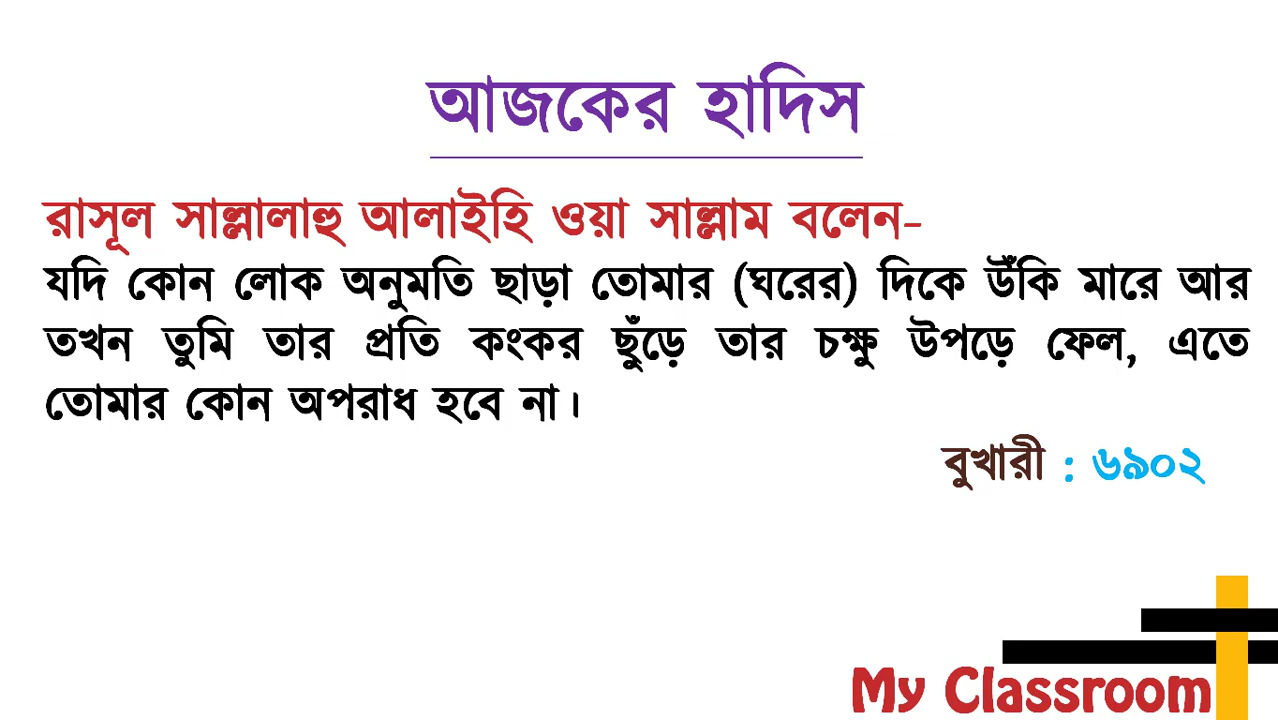 আজকের হাদিস
রাসূল সাল্লালাহু আলাইহি ওয়া সাল্লাম বলেন-
যদি কোন লোক অনুমতি ছাড়া তোমার (ঘরের) দিকে উঁকি মারে আর
তখন তুমি তার প্রতি কংকর ছুঁড়ে তার চক্ষু উপড়ে ফেল, এতে
তোমার কোন অপরাধ হবে না।
বুখারী : ৬৯০২
My Classroom